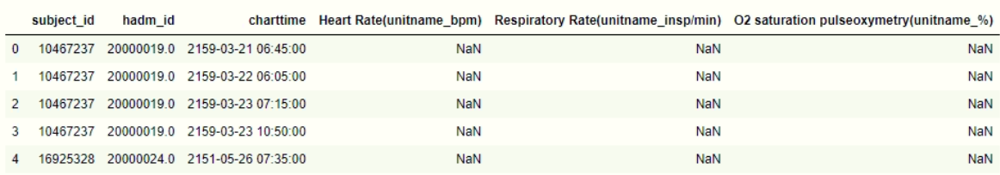 subject_id hadm_id charttime Heart Rate(unitname_bpm) Respiratory Rate(unitname_insp/min) O2 saturation pulseoxymetry(unitname_%)
0 10467237 20000019.0 2159-03-21 06:45:00 NaN NaN NaN
1 10467237 20000019.0 2159-03-22 06:05:00 NaN NaN NaN
2 10467237 20000019.0 2159-03-23 07:15:00 NaN NaN NaN
3 10467237 20000019.0 2159-03-23 10:50:00 NaN NaN NaN
4 16925328 20000024.0 2151-05-26 07:35:00 NaN NaN NaN